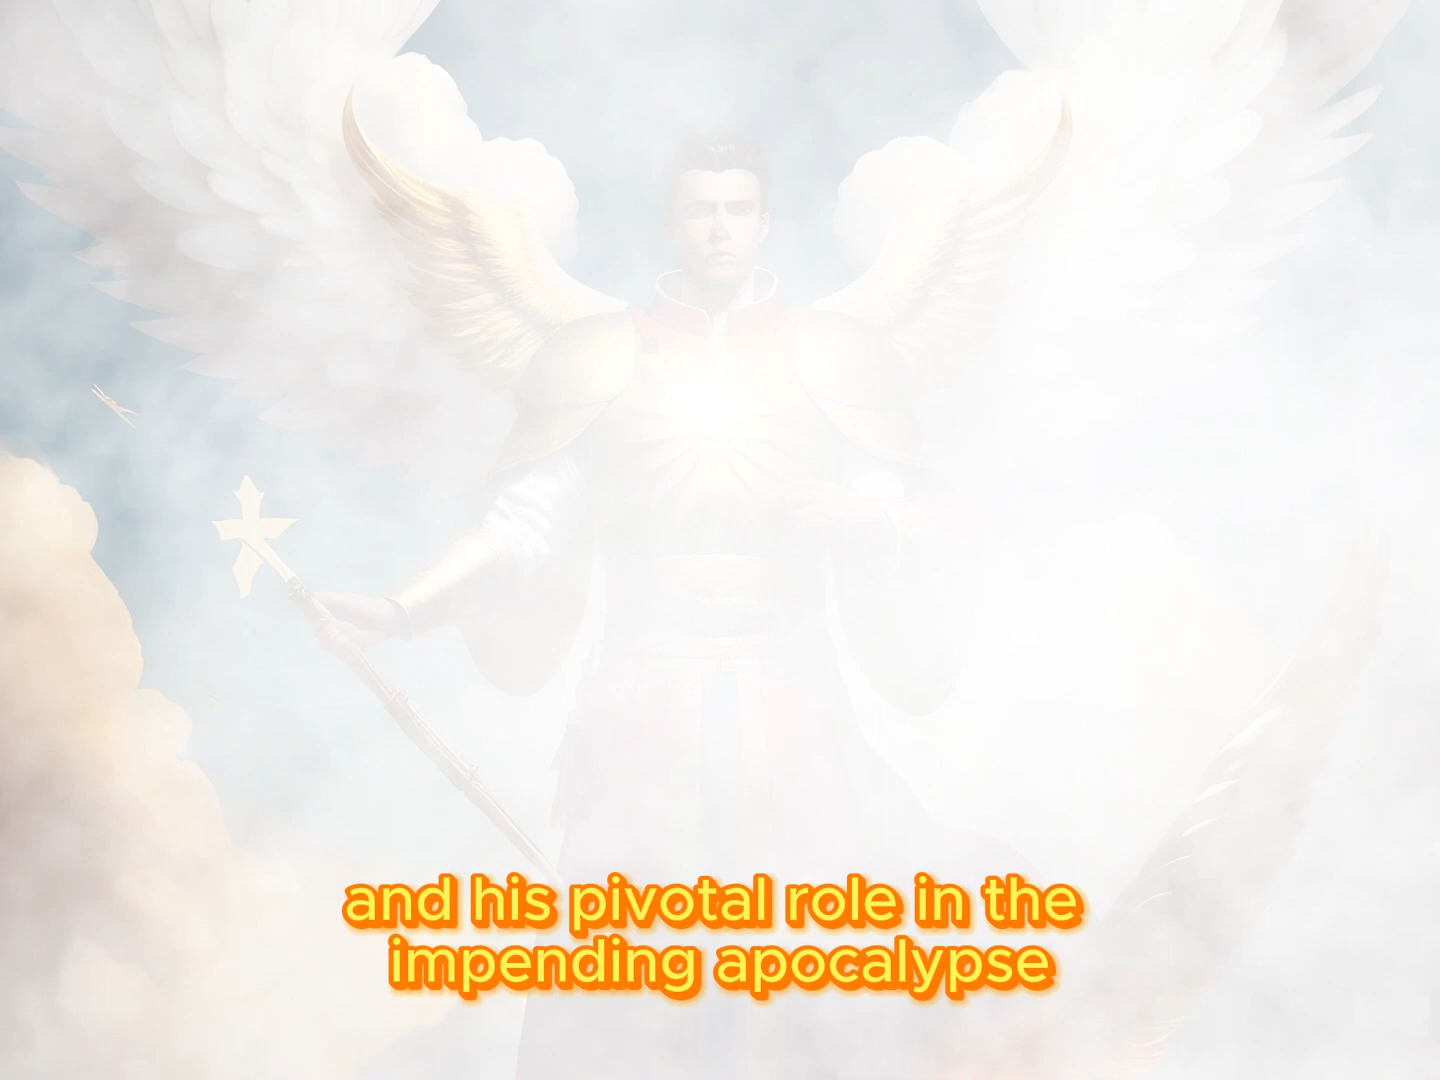 and his pivotal role in the
impending apocalypse